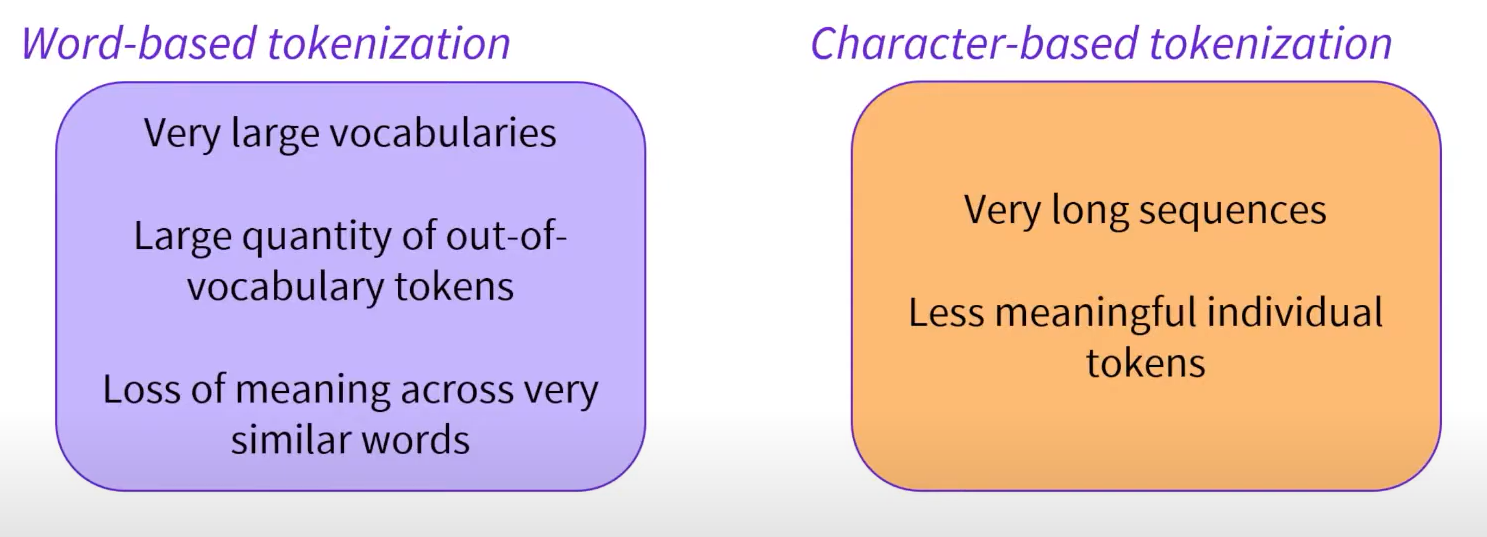 Word-based tokenization
Very large vocabularies
Large quantity of out-of-
vocabulary tokens
Loss of meaning across very
similar words
Character-based tokenization
Very long sequences
Less meaningful individual
tokens